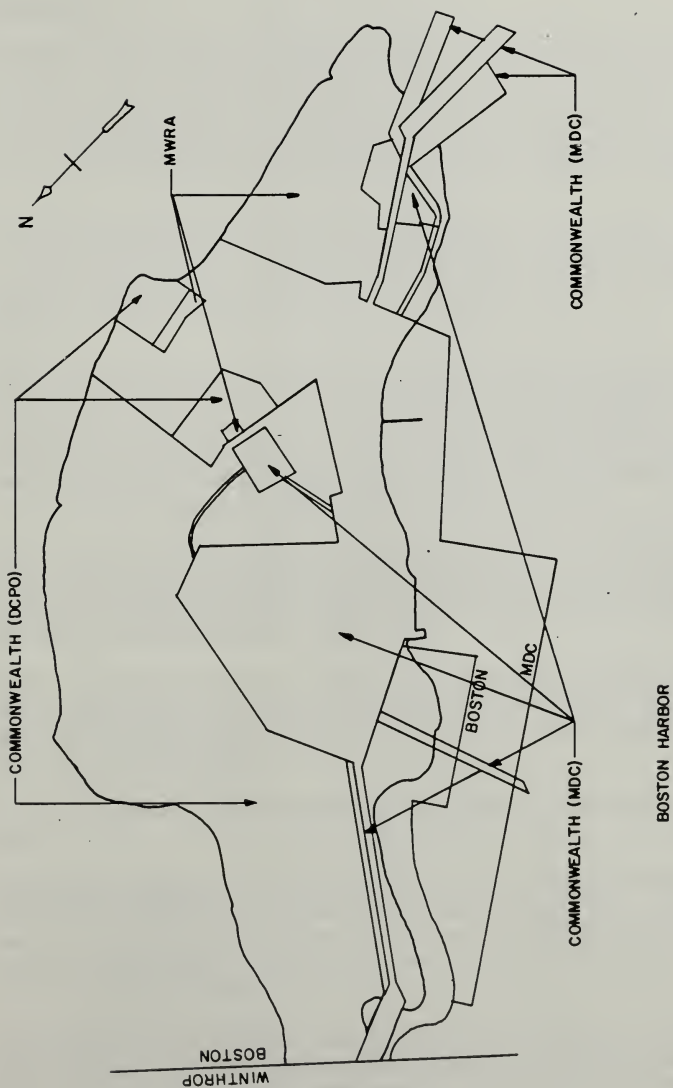 N
MWRA
COMMONWEALTH (DCPO)
COMMONWEALTH (MDC)
BOSTON
MDC
COMMONWEALTH (MDC)
BOSTON HARBOR
WINTHROP
BOSTON